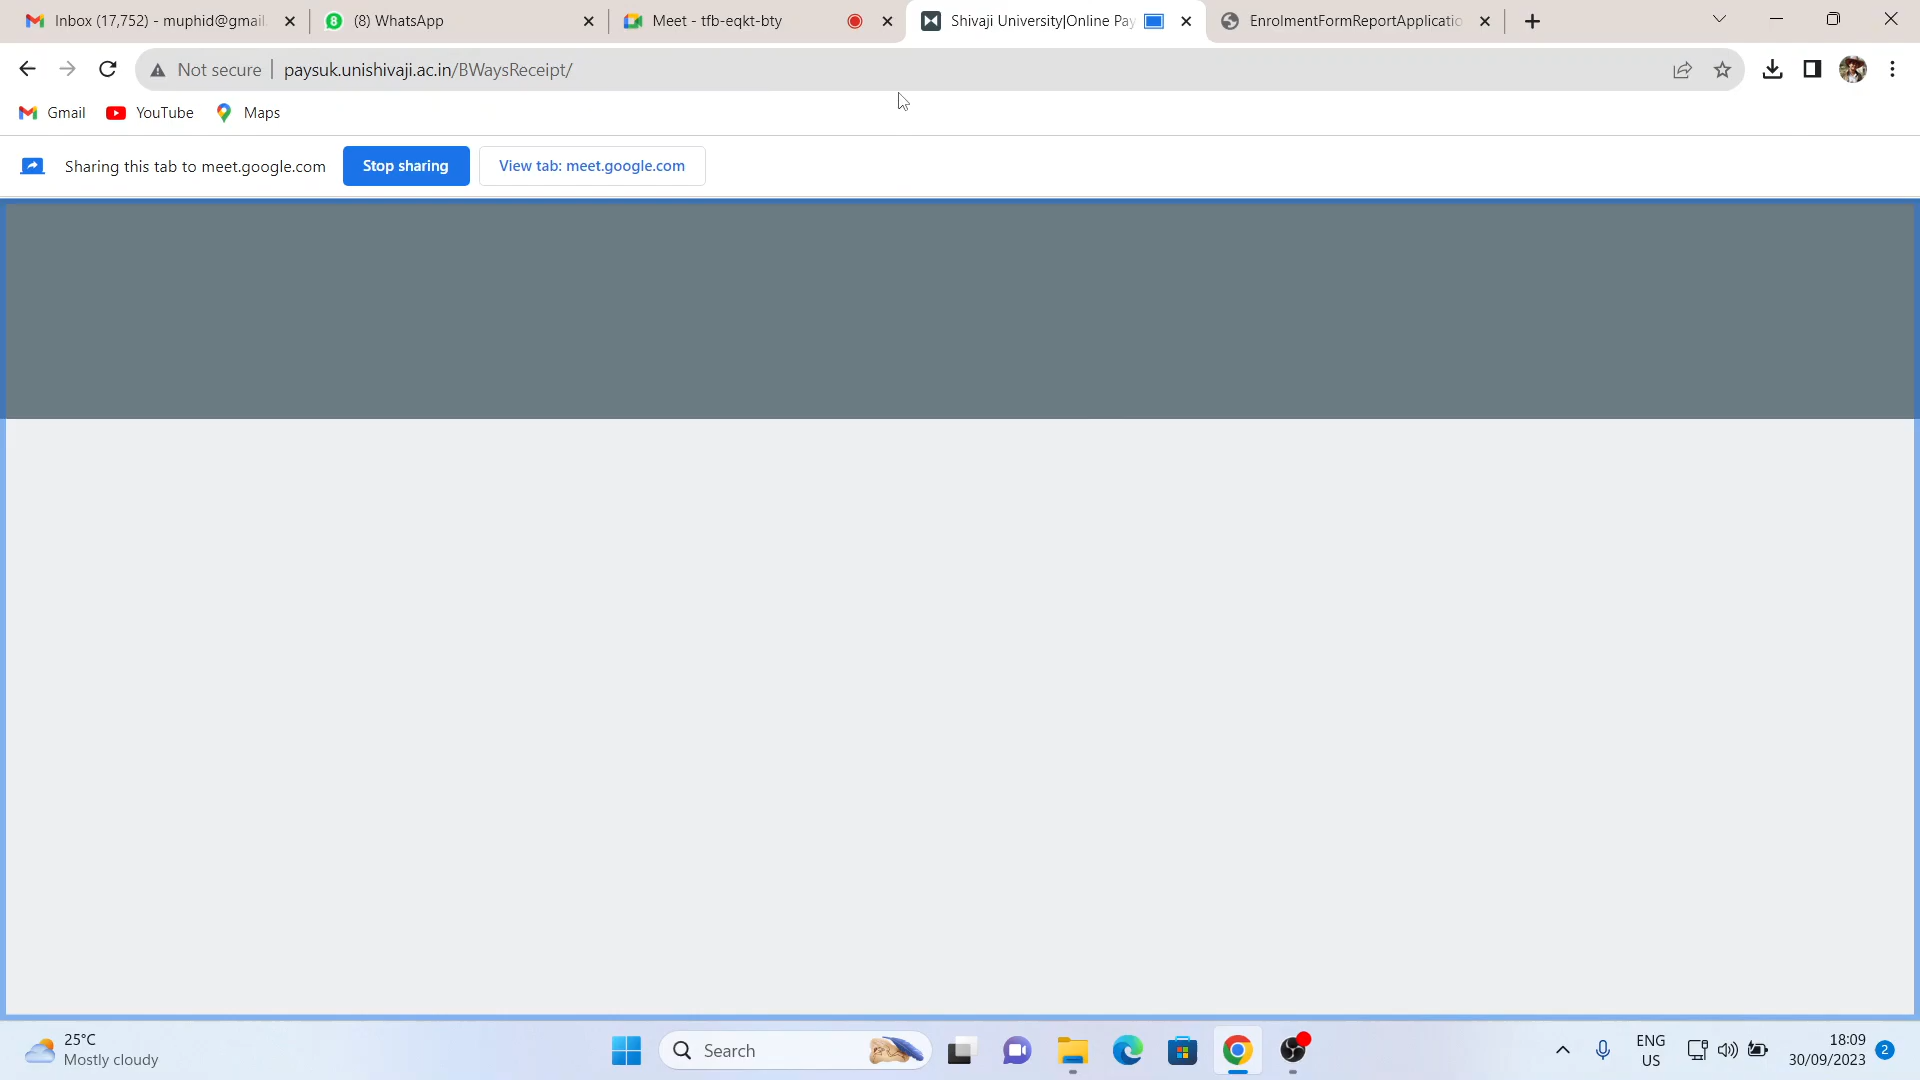 Inbox (17,752) - muphid@gmail.
(8) WhatsApp
Meet - tfb-eqkt-bty
Shivaji University|Online Pay
EnrolmentFormReportApplicatio
Not secure
paysuk.unishivaji.ac.in/BWaysReceipt/
Gmail
YouTube
Maps
Sharing this tab to meet.google.com
Stop sharing
View tab: meet.google.com
25°C
Mostly cloudy
Search
ENG
US
18:09
30/09/2023
2